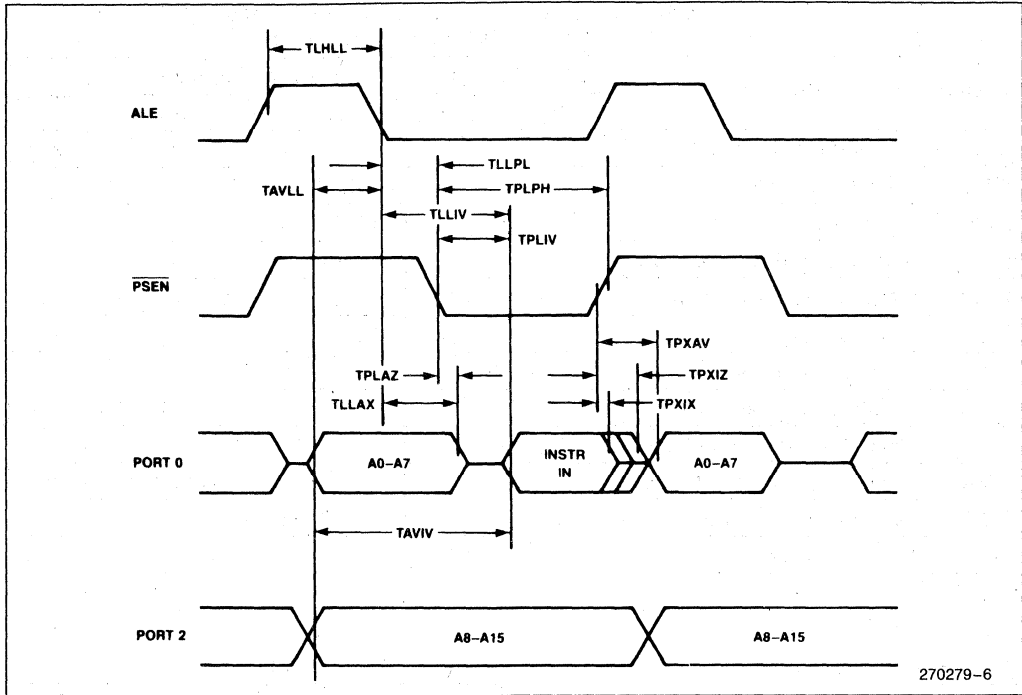 TLHLL
ALE
TLLPL
TAVLL
TPLPH
TLLIV
TPLIV
PSEN
TPXAV
TPLAZ
TPXIZ
TLLAX
TPXIX
PORT 0
A0–A7
INSTR
IN
A0–A7
TAVIV
PORT 2
A8–A15
A8–A15
270279–6